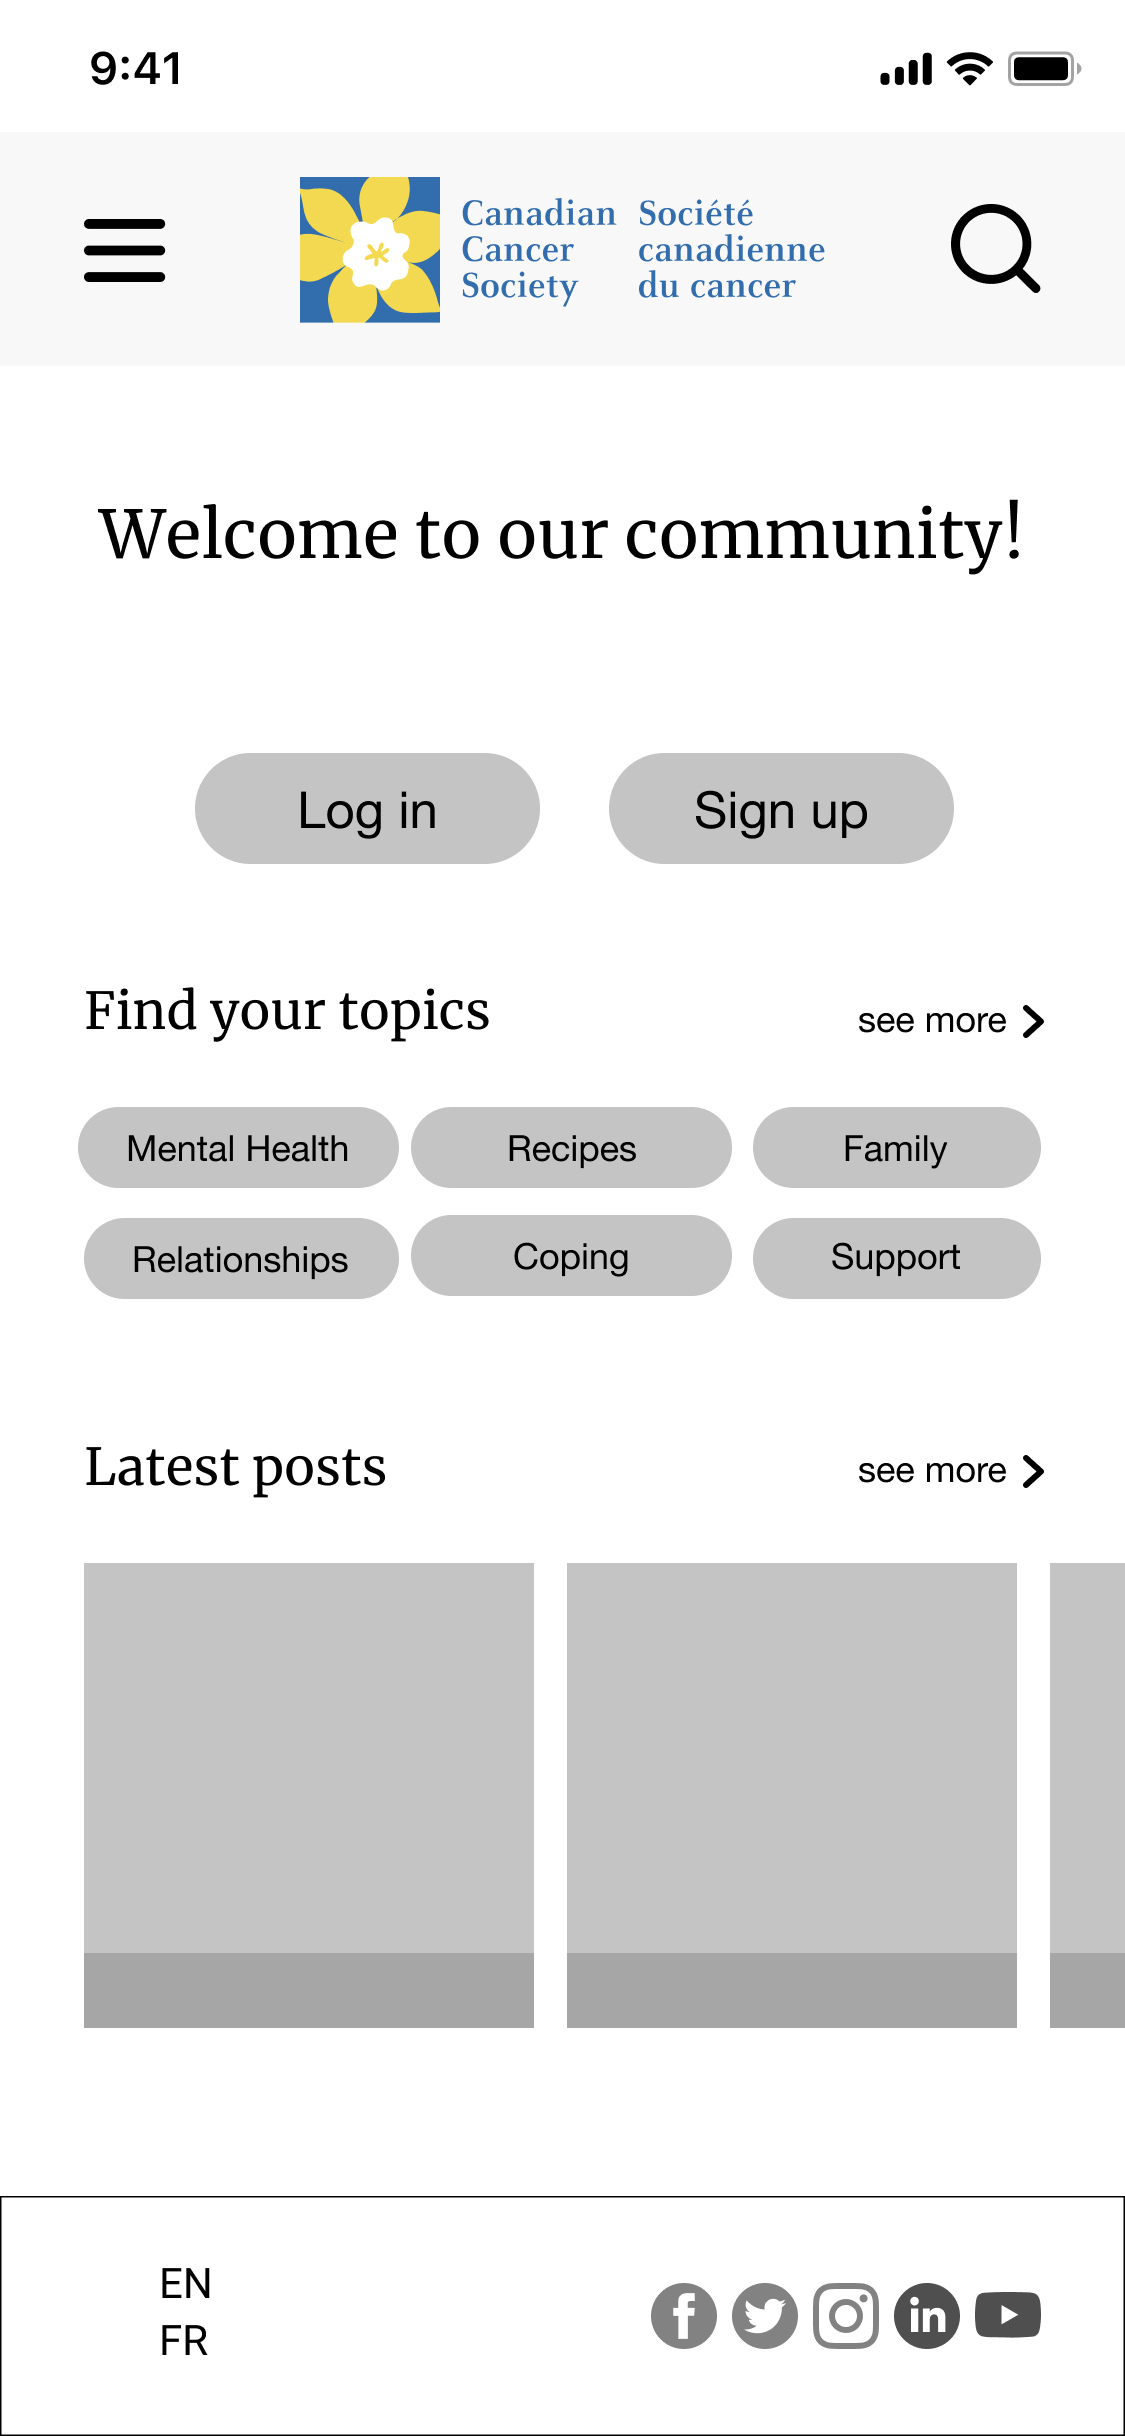 9:41
Canadian Société
Cancer canadienne
Society du cancer
Welcome to our community!
Log in Sign up
Find your topics see more
Mental Health Recipes Family
Relationships Coping Support
Latest posts see more
EN
FR